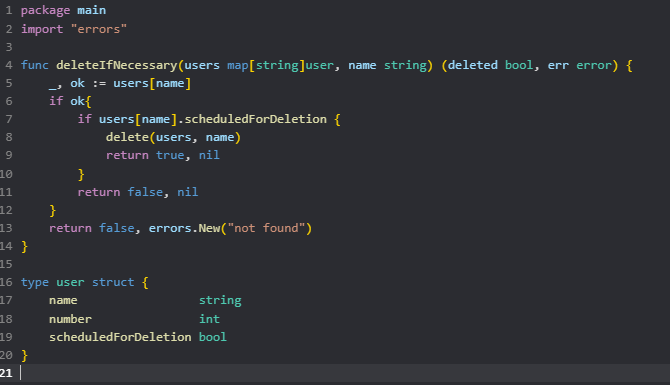 1 package main
2 import "errors"
3
4 func deleteIfNecessary(users map[string]user, name string) (deleted bool, err error) {
5     _, ok := users[name]
6     if ok{
7         if users[name].scheduledForDeletion {
8             delete(users, name)
9             return true, nil
10         }
11         return false, nil
12     }
13     return false, errors.New("not found")
14 }
15
16 type user struct {
17     name                 string
18     number               int
19     scheduledForDeletion bool
20 }
21